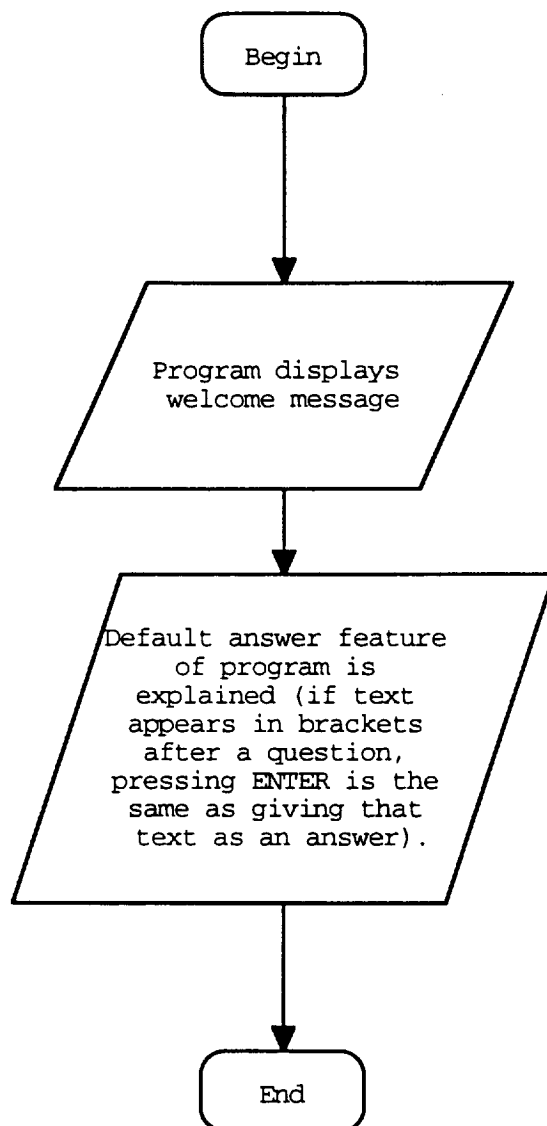 Begin
Program displays
welcome message
Default answer feature
of program is
explained (if text
appears in brackets
after a question,
pressing ENTER is the
same as giving that
text as an answer).
End